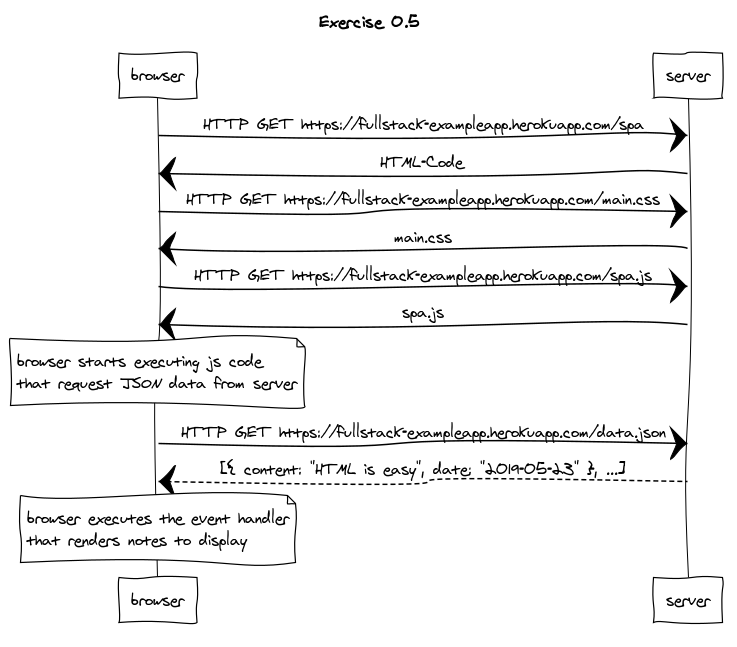 Exercise 0.5
browser
server
HTTP GET https://fullstack-exampleapp.herokuapp.com/spa
HTML-Code
HTTP GET https://fullstack-exampleapp.herokuapp.com/main.css
main.css
HTTP GET https://fullstack-exampleapp.herokuapp.com/spa.js
spa.js
browser starts executing js code
that request JSON data from server
HTTP GET https://fullstack-exampleapp.herokuapp.com/data.json
[{ content: "HTML is easy", date: "2019-05-23" }, ...]
browser executes the event handler
that renders notes to display
browser
server